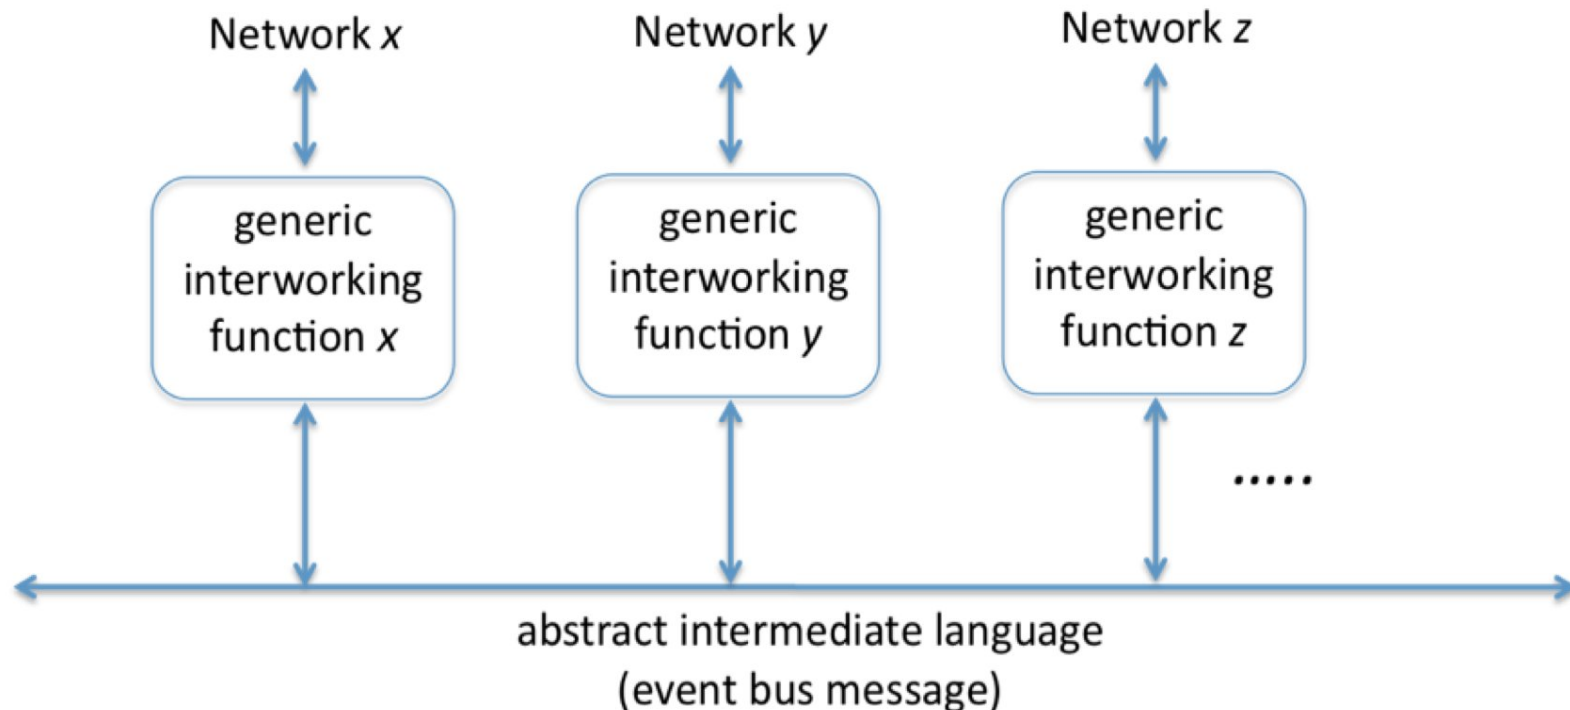 Network x
Network y
Network z
generic
interworking
function x
generic
interworking
function y
generic
interworking
function z
.....
abstract intermediate language
(event bus message)